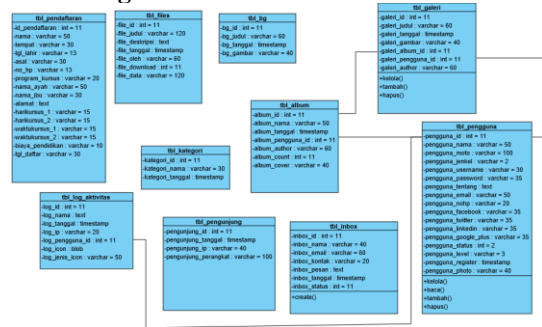 tbl_pendaftaran
-id_pendaftaran : int = 11
-nama : varchar = 50
-tempat : varchar = 30
-tgl_lahir : varchar = 13
-asal : varchar = 30
-no_hp : varchar = 13
-program_kursus : varchar = 20
-nama_ayah : varchar = 50
-nama_ibu : varchar = 30
-alamat : text
-harikursus_1 : varchar = 15
-harikursus_2 : varchar = 15
-waktukursus_1 : varchar = 15
-waktukursus_2 : varchar = 15
-biaya_pendidikan : varchar = 10
-tgl_daftar : varchar = 30
tbl_files
-file_id : int = 11
-file_judul : varchar = 120
-file_deskripsi : text
-file_tanggal : timestamp
-file_oleh : varchar = 60
-file_download : int = 11
-file_data : varchar = 120
tbl_bg
-bg_id : int = 11
-bg_judul : varchar = 60
-bg_tanggal : timestamp
-bg_gambar : varchar = 40
tbl_galeri
-galeri_id : int = 11
-galeri_judul : varchar = 60
-galeri_tanggal : timestamp
-galeri_gambar : varchar = 40
-galeri_album_id : int = 11
-galeri_pengguna_id : int = 11
-galeri_author : varchar = 60
+kelola()
+tambah()
+hapus()
tbl_album
-album_id : int = 11
-album_nama : varchar = 50
-album_tanggal : timestamp
-album_pengguna_id : int = 11
-album_author : varchar = 60
-album_count : int = 11
-album_cover : varchar = 40
tbl_kategori
-kategori_id : int = 11
-kategori_nama : varchar = 30
-kategori_tanggal : timestamp
tbl_pengguna
-pengguna_id : int = 11
-pengguna_nama : varchar = 50
-pengguna_moto : varchar = 100
-pengguna_jenkel : varchar = 2
-pengguna_username : varchar = 30
-pengguna_password : varchar = 35
-pengguna_tentang : text
-pengguna_email : varchar = 50
-pengguna_nohp : varchar = 20
-pengguna_facebook : varchar = 35
-pengguna_twitter : varchar = 35
-pengguna_linkedin : varchar = 35
-pengguna_google_plus : varchar = 35
-pengguna_status : int = 2
-pengguna_level : varchar = 3
-pengguna_register : timestamp
-pengguna_photo : varchar = 40
+kelola()
+baca()
+tambah()
+hapus()
tbl_log_aktivitas
-log_id : int = 11
-log_nama : text
-log_tanggal : timestamp
-log_ip : varchar = 20
-log_pengguna_id : int = 11
-log_icon : blob
-log_jenis_icon : varchar = 50
tbl_pengunjung
-pengunjung_id : int = 11
-pengunjung_tanggal : timestamp
-pengunjung_ip : varchar = 40
-pengunjung_perangkat : varchar = 100
tbl_inbox
-inbox_id : int = 11
-inbox_nama : varchar = 40
-inbox_email : varchar = 60
-inbox_kontak : varchar = 20
-inbox_pesan : text
-inbox_tanggal : timestamp
-inbox_status : int = 11
+create()